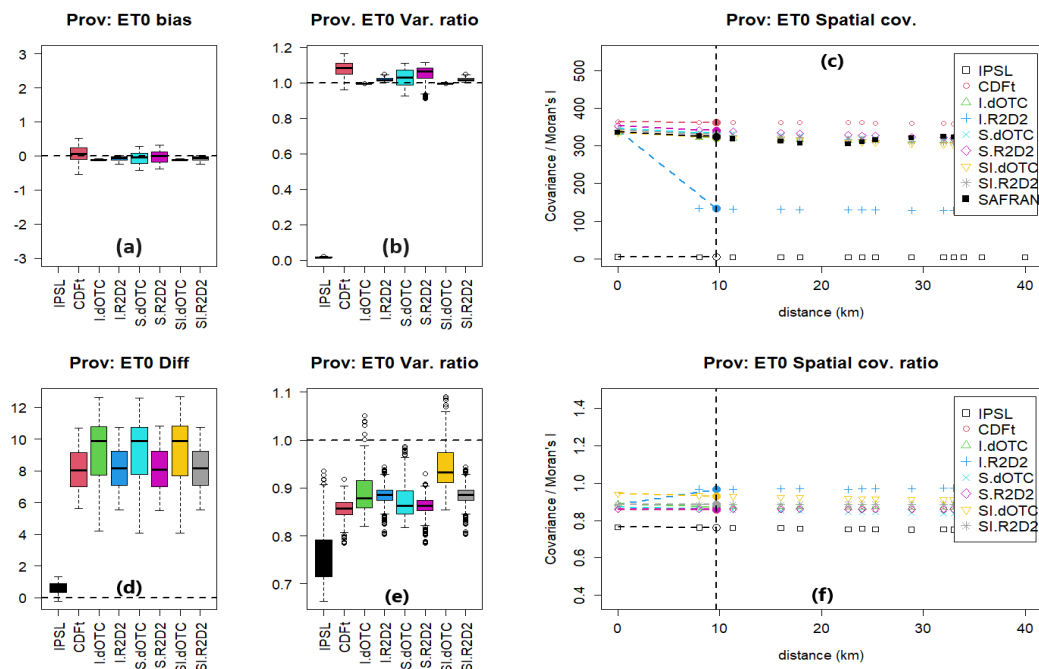 Prov: ET0 bias
3
2
1
0
-1
-2
-3
(a)
IPSL
CDFt
I.dOTC
I.R2D2
S.dOTC
S.R2D2
SI.dOTC
SI.R2D2
Prov. ET0 Var. ratio
1.2
1.0
0.8
0.6
0.4
0.2
0.0
(b)
IPSL
CDFt
I.dOTC
I.R2D2
S.dOTC
S.R2D2
SI.dOTC
SI.R2D2
Prov: ET0 Spatial cov.
(c)
Covariance / Moran's I
500
400
300
200
100
0
0
10
20
30
40
distance (km)
IPSL
CDFt
I.dOTC
I.R2D2
S.dOTC
S.R2D2
SI.dOTC
SI.R2D2
SAFRAN
Prov: ET0 Diff
12
10
8
6
4
2
0
(d)
IPSL
CDFt
I.dOTC
I.R2D2
S.dOTC
S.R2D2
SI.dOTC
SI.R2D2
Prov: ET0 Var. ratio
1.1
1.0
0.9
0.8
0.7
(e)
IPSL
CDFt
I.dOTC
I.R2D2
S.dOTC
S.R2D2
SI.dOTC
SI.R2D2
Prov: ET0 Spatial cov. ratio
Covariance / Moran's I
1.4
1.2
1.0
0.8
0.6
0.4
(f)
0
10
20
30
40
distance (km)
IPSL
CDFt
I.dOTC
I.R2D2
S.dOTC
S.R2D2
SI.dOTC
SI.R2D2